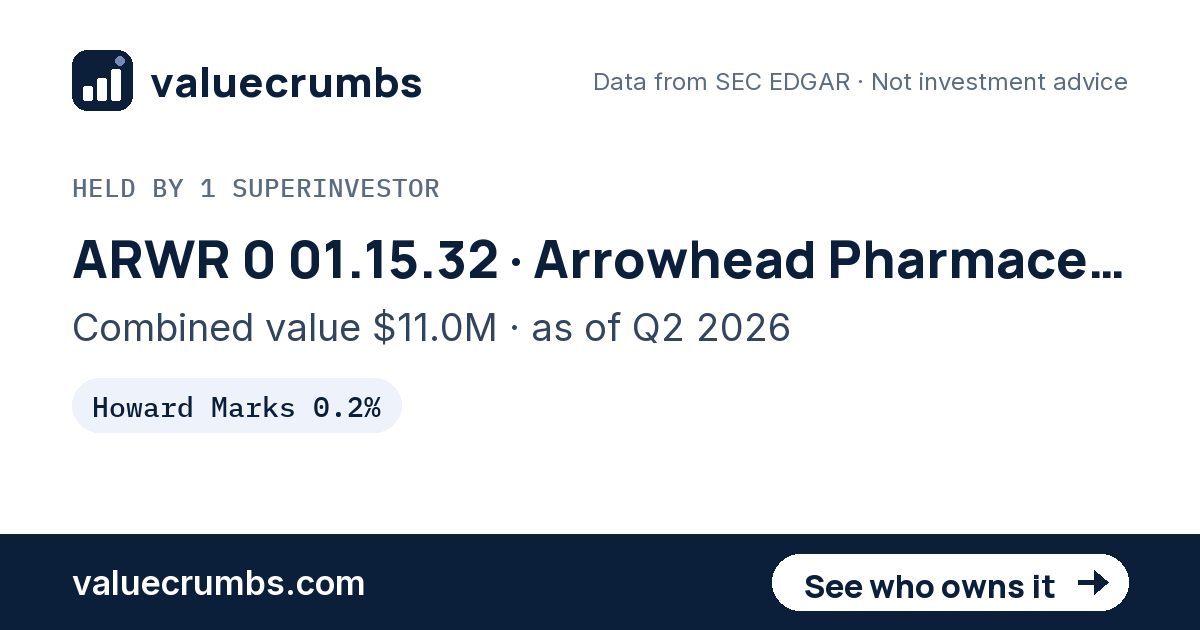 valuecrumbs
Data from SEC EDGAR · Not investment advice
HELD BY 1 SUPERINVESTOR
ARWR 0 01.15.32 · Arrowhead Pharmace…
Combined value $11.0M · as of Q2 2026
Howard Marks 0.2%
valuecrumbs.com
See who owns it →